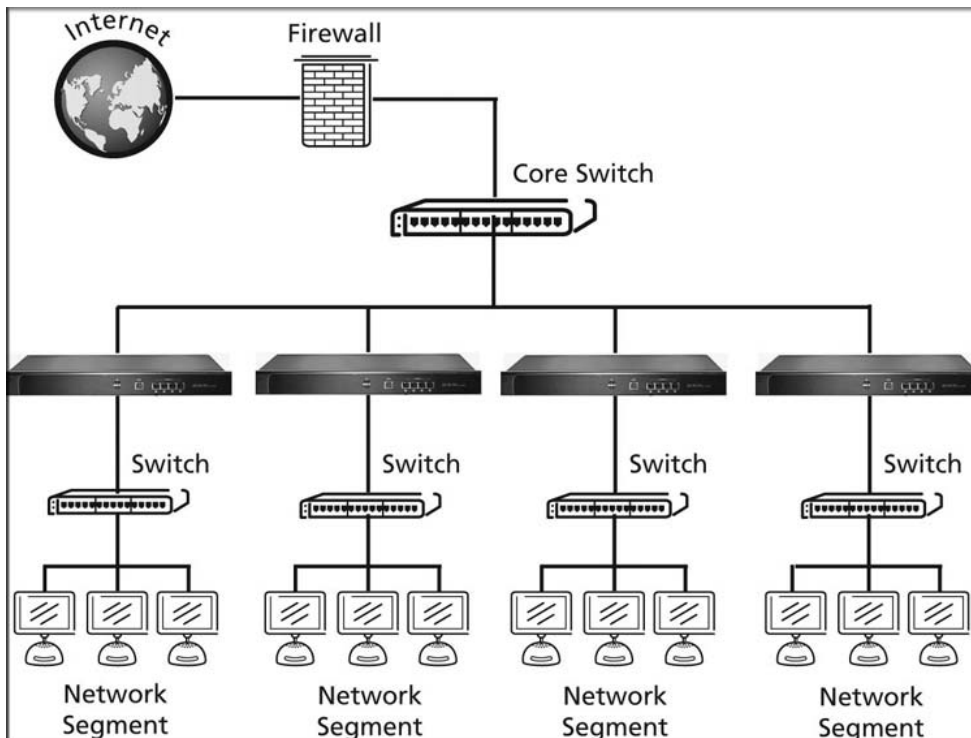 Internet
Firewall
Core Switch
Switch
Switch
Switch
Switch
Network
Segment
Network
Segment
Network
Segment
Network
Segment